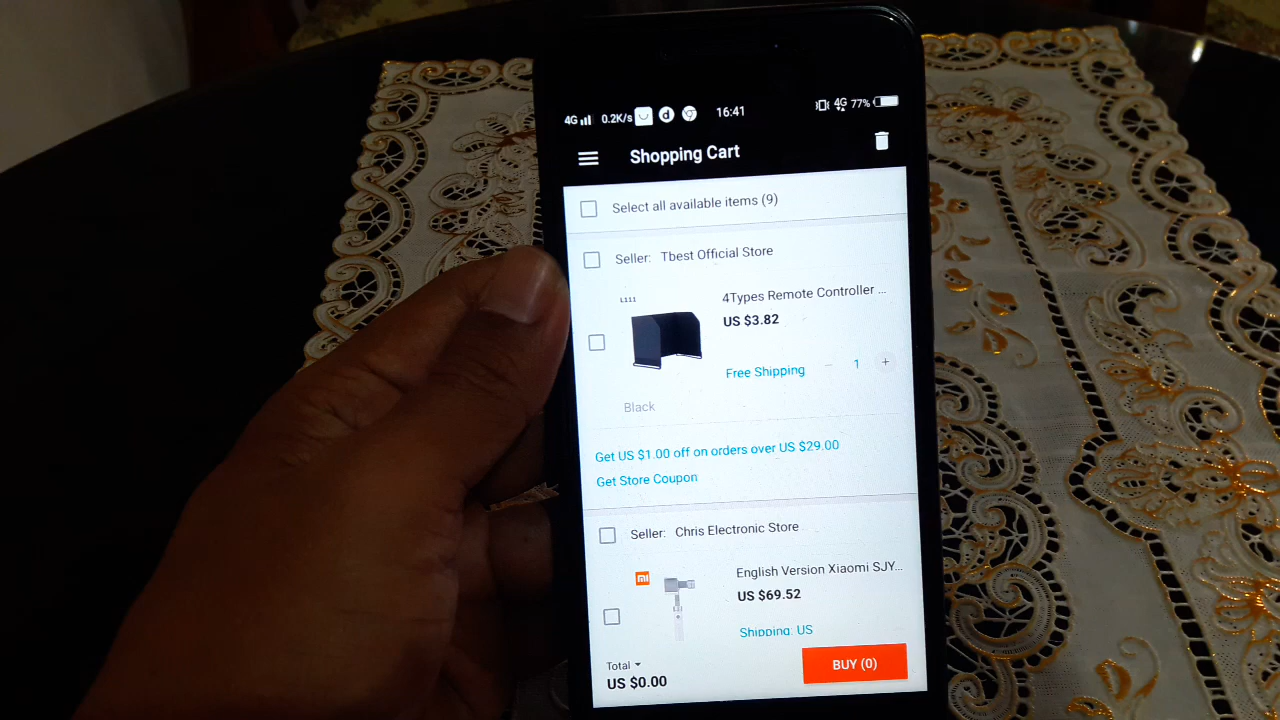 4G 0.2K/s d 16:41 4G 77%
Shopping Cart
Select all available items (9)
Seller: Tbest Official Store
L111
4Types Remote Controller ...
US $3.82
Free Shipping − 1 +
Black
Get US $1.00 off on orders over US $29.00
Get Store Coupon
Seller: Chris Electronic Store
mi
English Version Xiaomi SJY...
US $69.52
Shipping: US
Total
US $0.00
BUY (0)